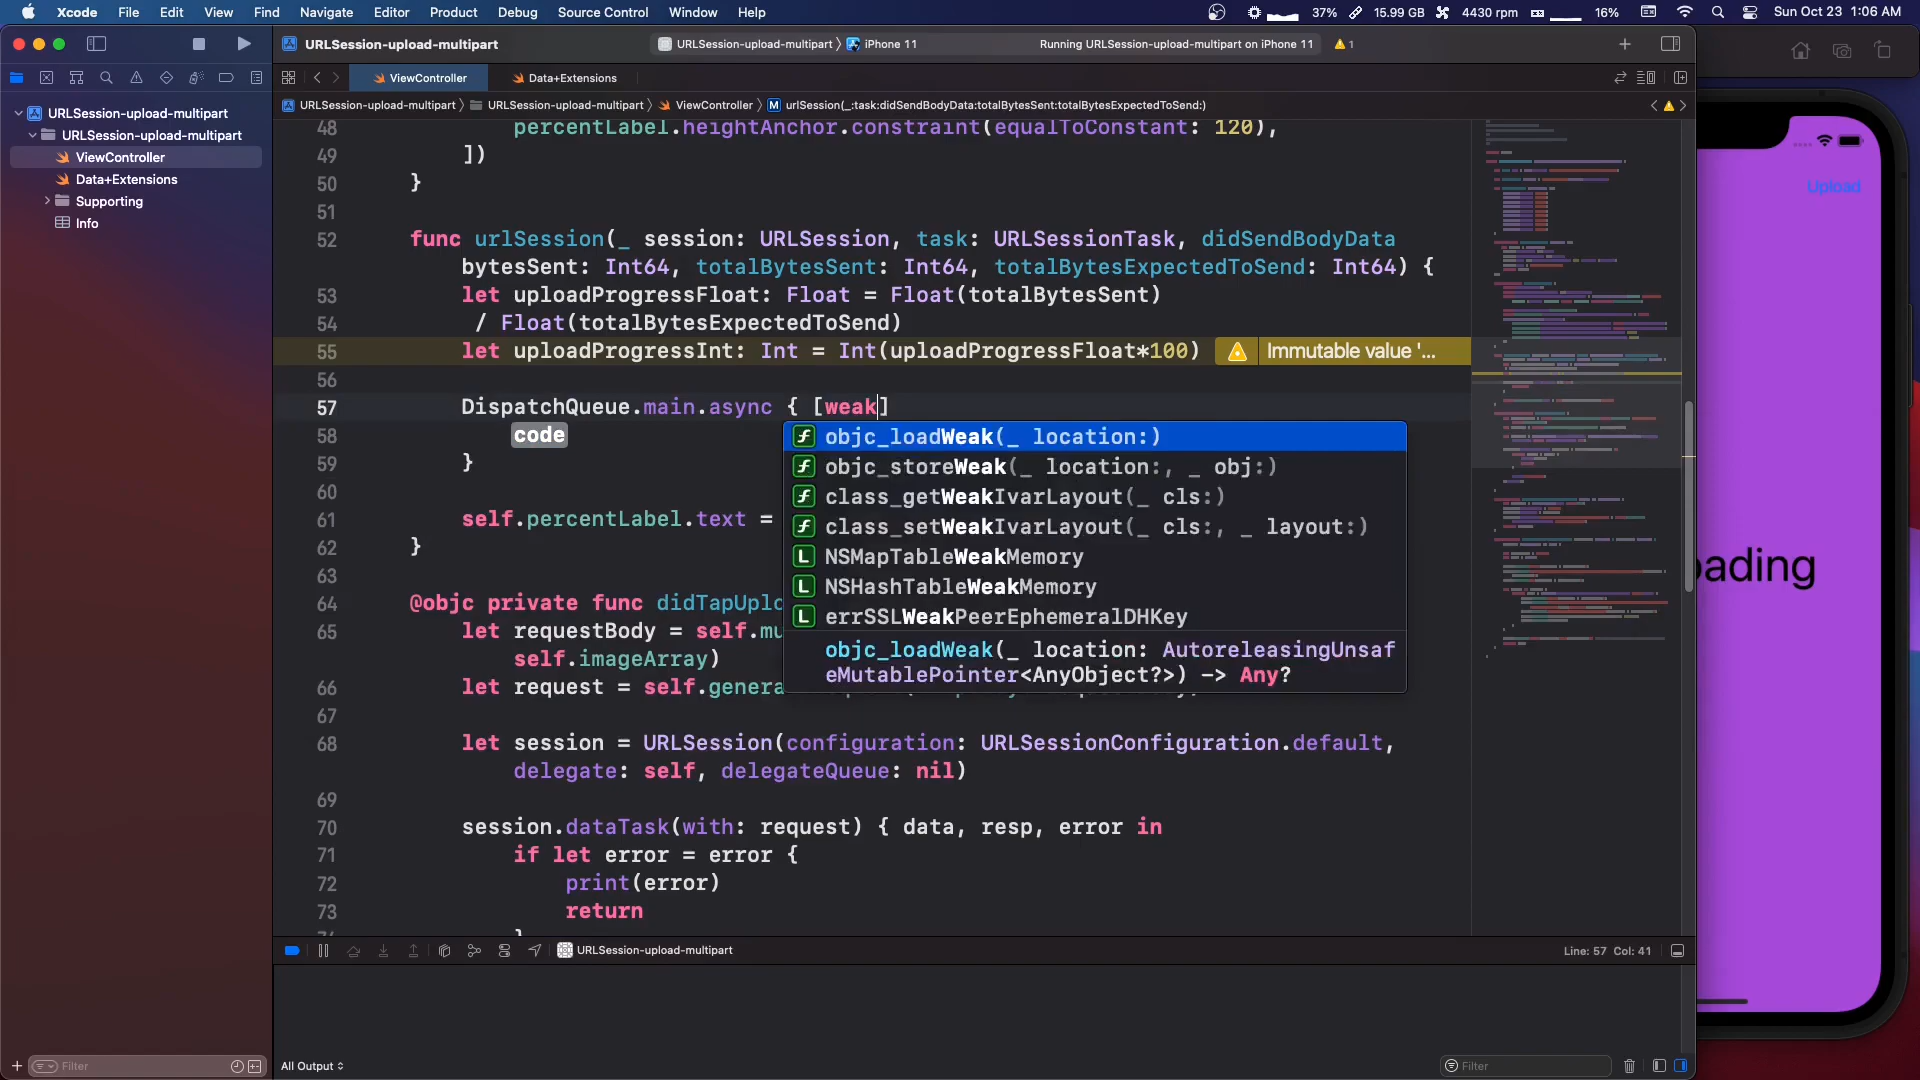 Xcode File Edit View Find Navigate Editor Product Debug Source Control Window Help 37% 15.99 GB 4430 rpm 16% Sun Oct 23 1:06 AM
URLSession-upload-multipart URLSession-upload-multipart iPhone 11 Running URLSession-upload-multipart on iPhone 11 1
ViewController Data+Extensions
URLSession-upload-multipart URLSession-upload-multipart ViewController M urlSession(_:task:didSendBodyData:totalBytesSent:totalBytesExpectedToSend:)
URLSession-upload-multipart
URLSession-upload-multipart
ViewController
Data+Extensions
Supporting
Info
48 percentLabel.heightAnchor.constraint(equalToConstant: 120),
49 ])
50 }
51
52 func urlSession(_ session: URLSession, task: URLSessionTask, didSendBodyData
bytesSent: Int64, totalBytesSent: Int64, totalBytesExpectedToSend: Int64) {
53 let uploadProgressFloat: Float = Float(totalBytesSent)
54 / Float(totalBytesExpectedToSend)
55 let uploadProgressInt: Int = Int(uploadProgressFloat*100) Immutable value '...
56
57 DispatchQueue.main.async { [weak]
58 code
59 }
60
61 self.percentLabel.text =
62 }
63
64 @objc private func didTapUplo
65 let requestBody = self.mu
self.imageArray)
66 let request = self.genera
67
68 let session = URLSession(configuration: URLSessionConfiguration.default,
delegate: self, delegateQueue: nil)
69
70 session.dataTask(with: request) { data, resp, error in
71 if let error = error {
72 print(error)
73 return
f objc_loadWeak(_ location:)
f objc_storeWeak(_ location:, _ obj:)
f class_getWeakIvarLayout(_ cls:)
f class_setWeakIvarLayout(_ cls:, _ layout:)
L NSMapTableWeakMemory
L NSHashTableWeakMemory
L errSSLWeakPeerEphemeralDHKey
objc_loadWeak(_ location: AutoreleasingUnsaf
eMutablePointer<AnyObject?>) -> Any?
URLSession-upload-multipart Line: 57 Col: 41
Filter All Output Filter
Upload
oading